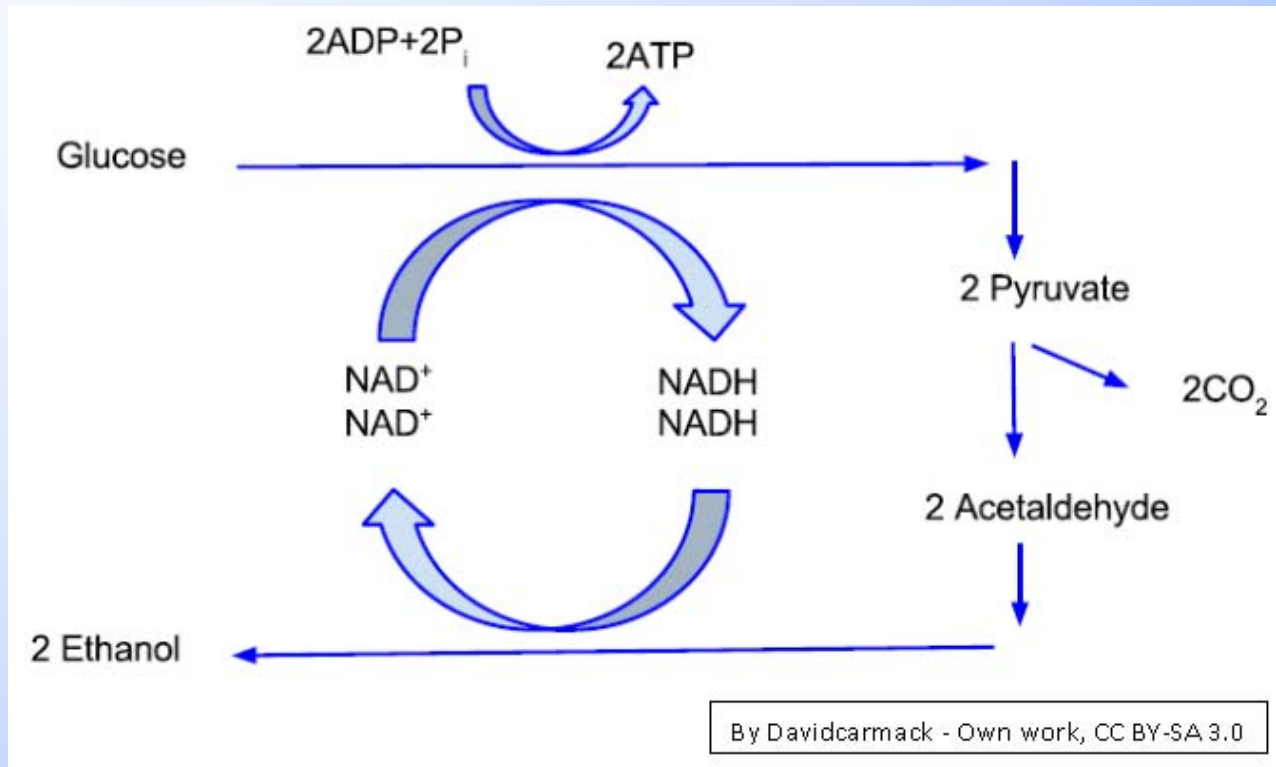 2ADP+2Pi
2ATP
Glucose
2 Pyruvate
NAD+
NADH
NAD+
NADH
2CO2
2 Acetaldehyde
2 Ethanol
By Davidcarmack - Own work, CC BY-SA 3.0